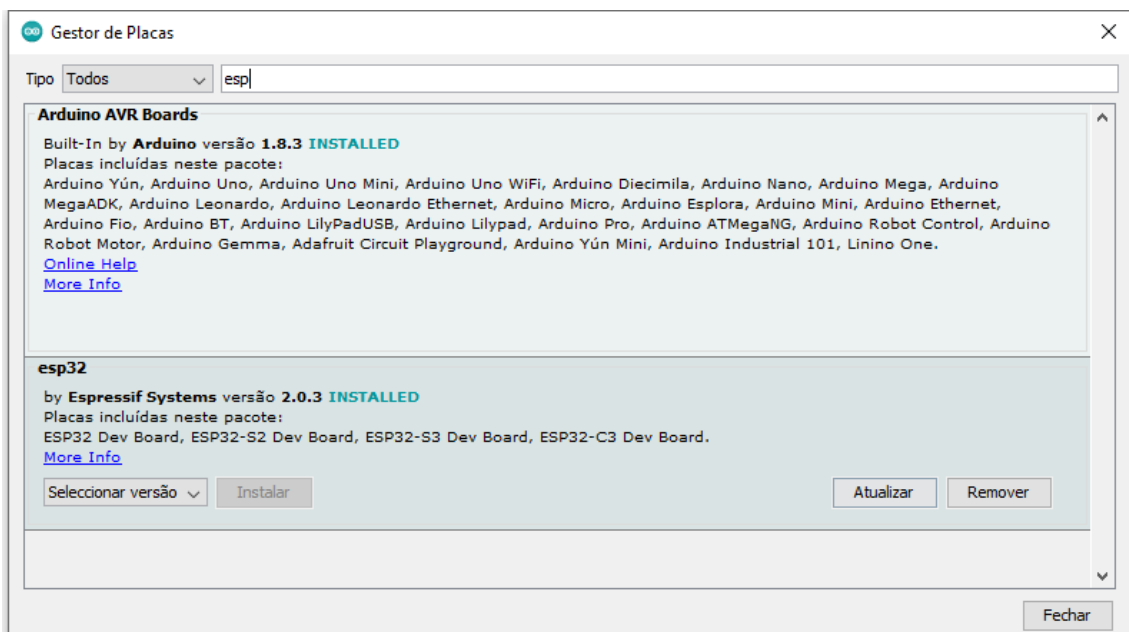 Gestor de Placas
Tipo Todos esp
Arduino AVR Boards
Built-In by Arduino versão 1.8.3 INSTALLED
Placas incluídas neste pacote:
Arduino Yún, Arduino Uno, Arduino Uno Mini, Arduino Uno WiFi, Arduino Diecimila, Arduino Nano, Arduino Mega, Arduino
MegaADK, Arduino Leonardo, Arduino Leonardo Ethernet, Arduino Micro, Arduino Esplora, Arduino Mini, Arduino Ethernet,
Arduino Fio, Arduino BT, Arduino LilyPadUSB, Arduino Lilypad, Arduino Pro, Arduino ATMegaNG, Arduino Robot Control, Arduino
Robot Motor, Arduino Gemma, Adafruit Circuit Playground, Arduino Yún Mini, Arduino Industrial 101, Linino One.
Online Help
More Info
esp32
by Espressif Systems versão 2.0.3 INSTALLED
Placas incluídas neste pacote:
ESP32 Dev Board, ESP32-S2 Dev Board, ESP32-S3 Dev Board, ESP32-C3 Dev Board.
More Info
Seleccionar versão Instalar Atualizar Remover
Fechar